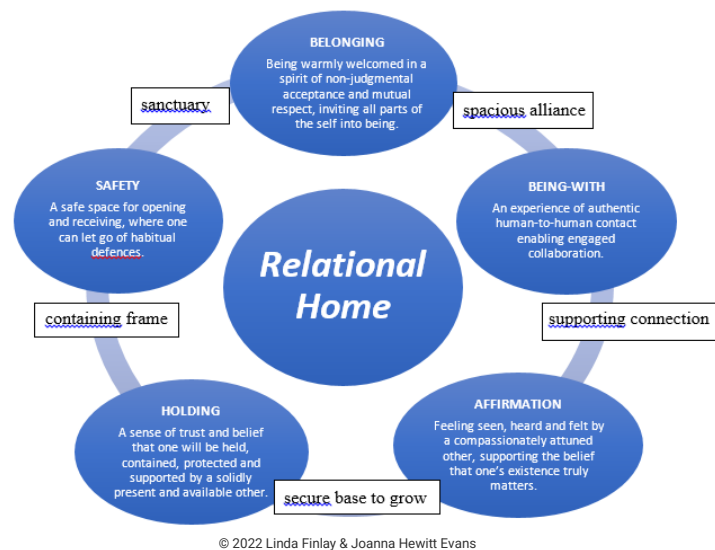 BELONGING
Being warmly welcomed in a
spirit of non-judgmental
acceptance and mutual
respect, inviting all parts of
the self into being.
sanctuary
spacious alliance
SAFETY
A safe space for opening
and receiving, where one
can let go of habitual
defences.
BEING-WITH
An experience of authentic
human-to-human contact
enabling engaged
collaboration.
Relational
Home
containing frame
supporting connection
HOLDING
A sense of trust and belief
that one will be held,
contained, protected and
supported by a solidly
present and available other.
AFFIRMATION
Feeling seen, heard and felt by
a compassionately attuned
other, supporting the belief
that one's existence truly
matters.
secure base to grow
© 2022 Linda Finlay & Joanna Hewitt Evans